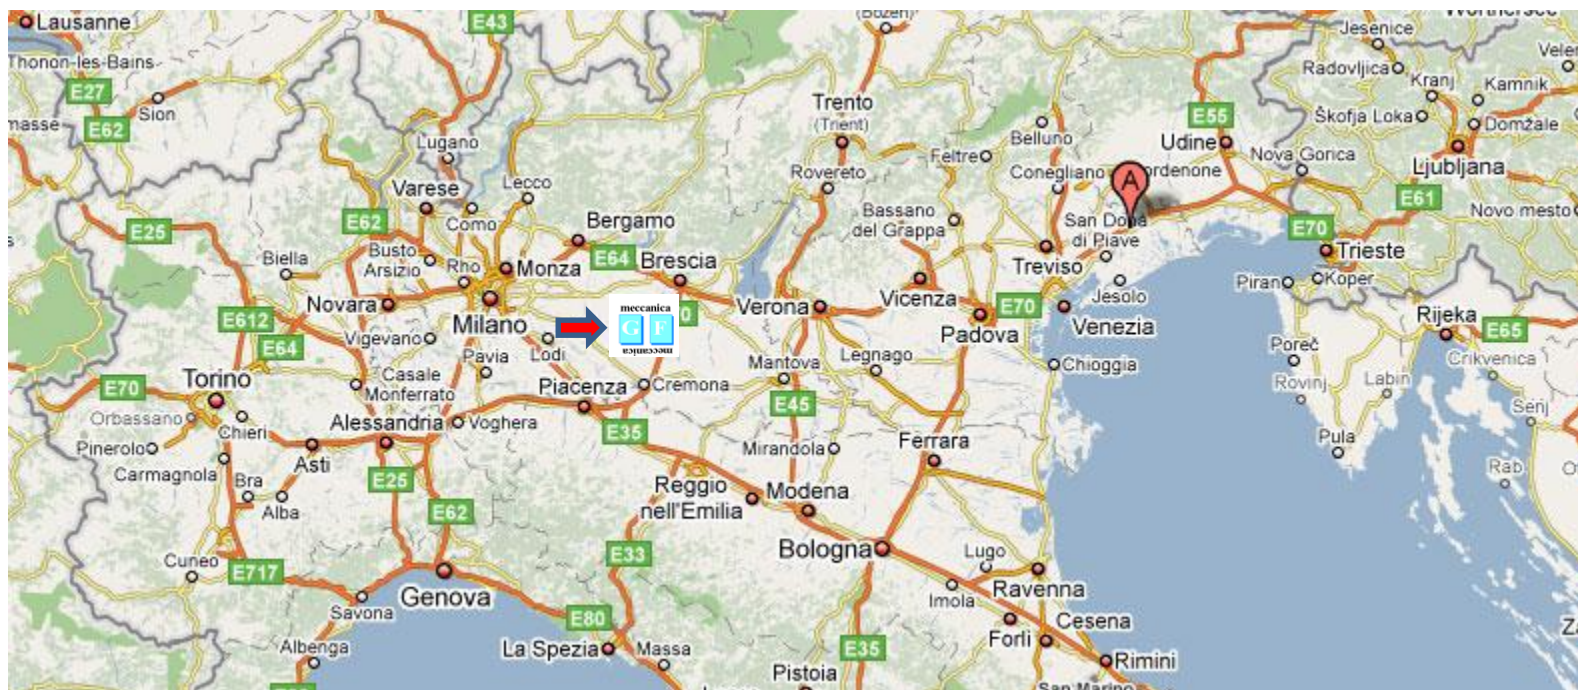 Lausanne
E43
(Bozen)
Wörthersee
Jesenice
Thonon-les-Bains
Radovljica
Kranj
Kamnik
E27
Sion
Trento
(Trient)
E55
Škofja Loka
Domžale
E62
Lugano
Belluno
Udine
Nova Gorica
Ljubljana
Feltre
Varese
Lecco
Rovereto
Conegliano
A
ordenone
E61
Novo mesto
E25
E62
Como
Bergamo
Bassano
del Grappa
San Donà
di Piave
E70
Trieste
Biella
Busto
Arsizio
Rho
Monza
E64
Brescia
Treviso
Piran
Koper
Novara
Milano
meccanica
G F
meccanica
0
Verona
Vicenza
Padova
E70
Jesolo
Venezia
Rijeka
E65
E612
E64
Vigevano
Pavia
Lodi
Mantova
Legnago
Chioggia
Poreč
Crikvenica
E70
Torino
Casale
Monferrato
Piacenza
Cremona
E45
Rovinj
Labin
Senj
Orbassano
Chieri
Alessandria
Voghera
E35
Ferrara
Pula
Pinerolo
Carmagnola
Asti
E25
Mirandola
Rab
Bra
Alba
E62
Reggio
nell'Emilia
Modena
Cuneo
E717
E33
Bologna
Lugo
Ravenna
Savona
Genova
Imola
E80
Cesena
Forlì
Albenga
La Spezia
Massa
E35
Rimini
Pistoia
San Marino